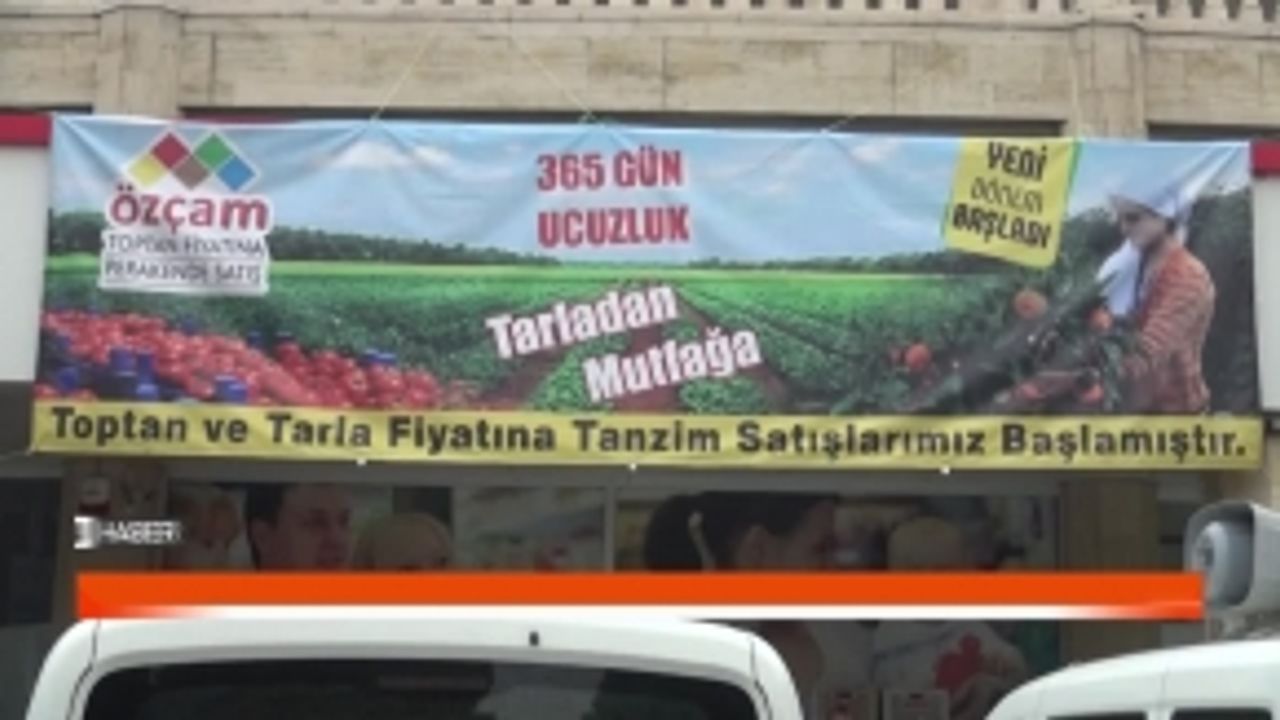 özçam
TOPTAN FİYATINA
PERAKENDE SATIŞ
365 GÜN
UCUZLUK
YENİ
DÖNEM
BAŞLADI
Tarladan
Mutfağa
Toptan ve Tarla Fiyatına Tanzim Satışlarımız Başlamıştır.
HABER